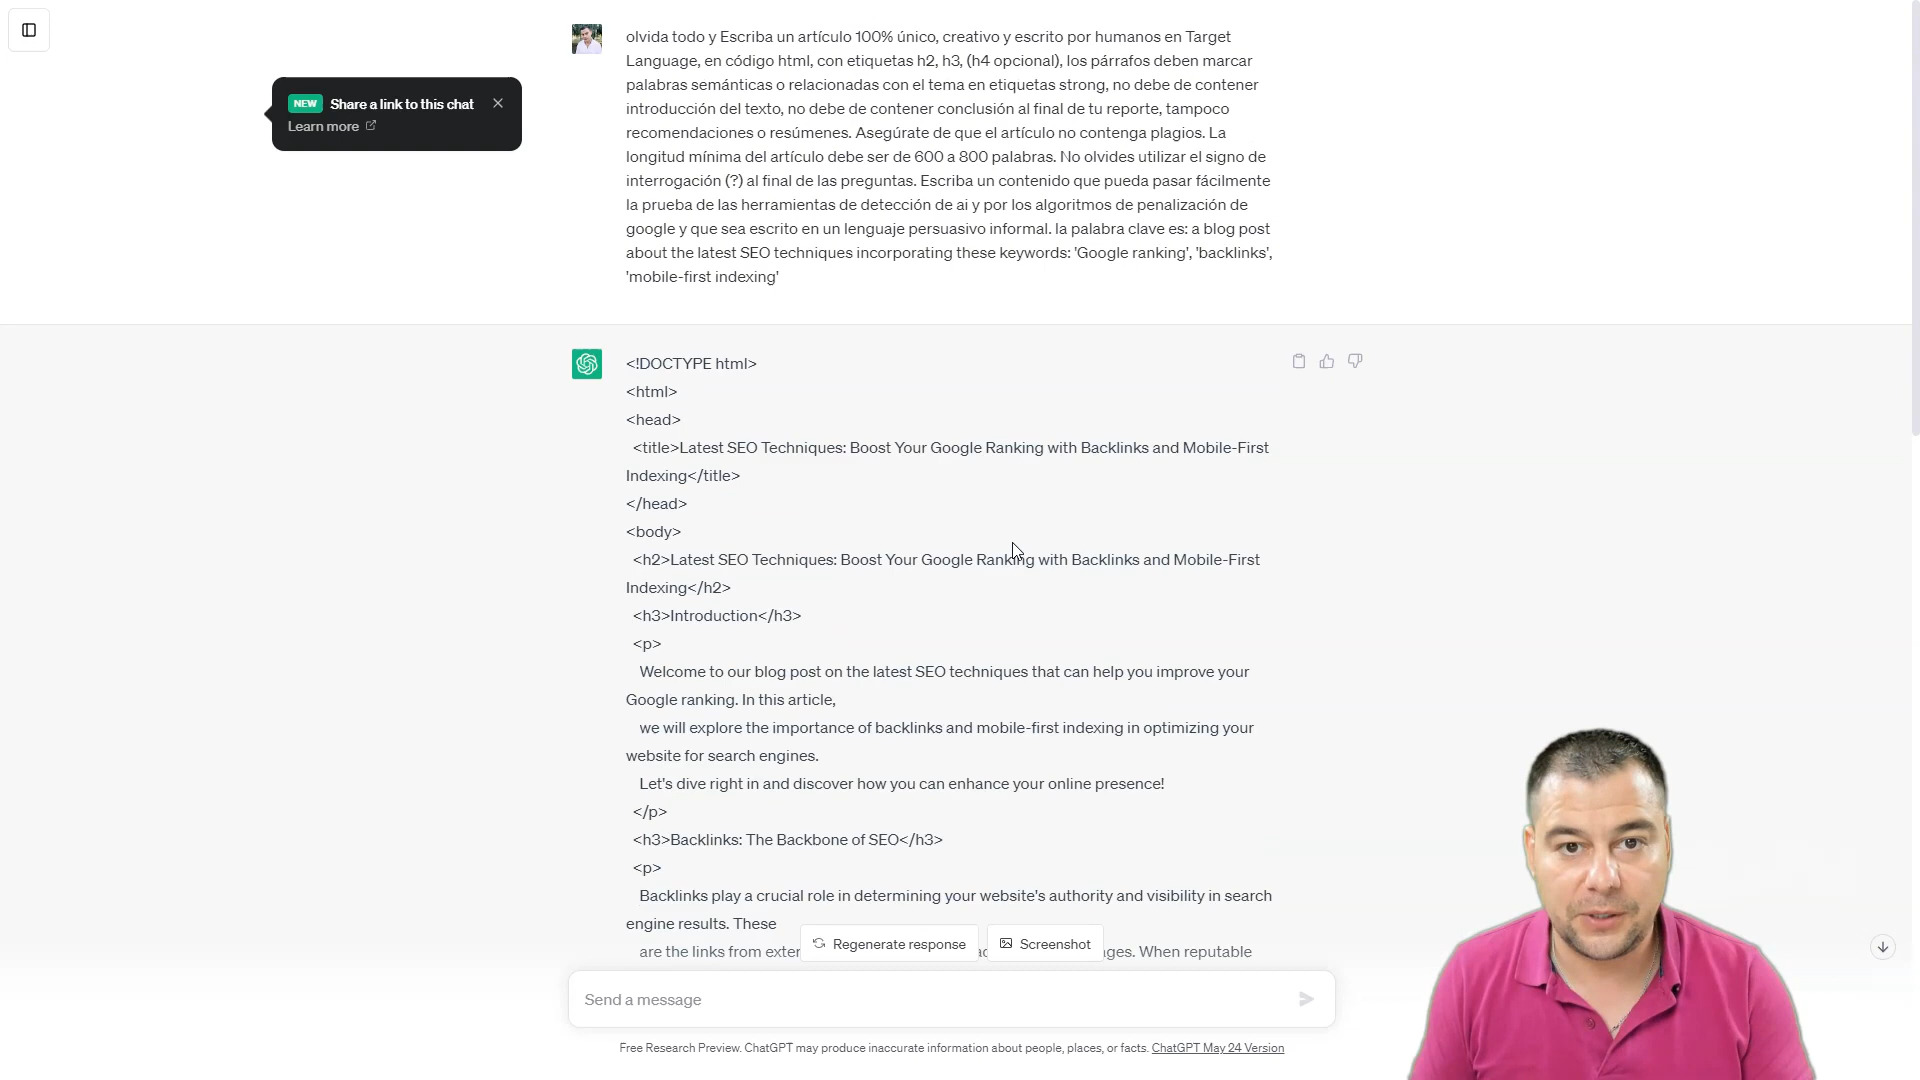 olvida todo y Escriba un artículo 100% único, creativo y escrito por humanos en Target
Language, en código html, con etiquetas h2, h3, (h4 opcional), los párrafos deben marcar
palabras semánticas o relacionadas con el tema en etiquetas strong, no debe de contener
introducción del texto, no debe de contener conclusión al final de tu reporte, tampoco
recomendaciones o resúmenes. Asegúrate de que el artículo no contenga plagios. La
longitud mínima del artículo debe ser de 600 a 800 palabras. No olvides utilizar el signo de
interrogación (?) al final de las preguntas. Escriba un contenido que pueda pasar fácilmente
la prueba de las herramientas de detección de ai y por los algoritmos de penalización de
google y que sea escrito en un lenguaje persuasivo informal. la palabra clave es: a blog post
about the latest SEO techniques incorporating these keywords: 'Google ranking', 'backlinks',
'mobile-first indexing'
NEW Share a link to this chat
Learn more
<!DOCTYPE html>
<html>
<head>
<title>Latest SEO Techniques: Boost Your Google Ranking with Backlinks and Mobile-First
Indexing</title>
</head>
<body>
<h2>Latest SEO Techniques: Boost Your Google Ranking with Backlinks and Mobile-First
Indexing</h2>
<h3>Introduction</h3>
<p>
Welcome to our blog post on the latest SEO techniques that can help you improve your
Google ranking. In this article,
we will explore the importance of backlinks and mobile-first indexing in optimizing your
website for search engines.
Let's dive right in and discover how you can enhance your online presence!
</p>
<h3>Backlinks: The Backbone of SEO</h3>
<p>
Backlinks play a crucial role in determining your website's authority and visibility in search
engine results. These
are the links from When reputable
Regenerate response
Screenshot
Send a message
Free Research Preview. ChatGPT may produce inaccurate information about people, places, or facts. ChatGPT May 24 Version